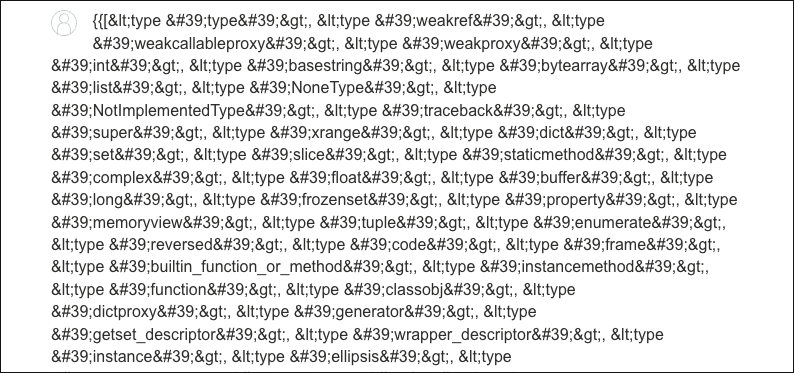 {{[&lt;type &#39;type&#39;&gt;, &lt;type &#39;weakref&#39;&gt;, &lt;type
&#39;weakcallableproxy&#39;&gt;, &lt;type &#39;weakproxy&#39;&gt;, &lt;type
&#39;int&#39;&gt;, &lt;type &#39;basestring&#39;&gt;, &lt;type &#39;bytearray&#39;&gt;, &lt;type
&#39;list&#39;&gt;, &lt;type &#39;NoneType&#39;&gt;, &lt;type
&#39;NotImplementedType&#39;&gt;, &lt;type &#39;traceback&#39;&gt;, &lt;type
&#39;super&#39;&gt;, &lt;type &#39;xrange&#39;&gt;, &lt;type &#39;dict&#39;&gt;, &lt;type
&#39;set&#39;&gt;, &lt;type &#39;slice&#39;&gt;, &lt;type &#39;staticmethod&#39;&gt;, &lt;type
&#39;complex&#39;&gt;, &lt;type &#39;float&#39;&gt;, &lt;type &#39;buffer&#39;&gt;, &lt;type
&#39;long&#39;&gt;, &lt;type &#39;frozenset&#39;&gt;, &lt;type &#39;property&#39;&gt;, &lt;type
&#39;memoryview&#39;&gt;, &lt;type &#39;tuple&#39;&gt;, &lt;type &#39;enumerate&#39;&gt;,
&lt;type &#39;reversed&#39;&gt;, &lt;type &#39;code&#39;&gt;, &lt;type &#39;frame&#39;&gt;,
&lt;type &#39;builtin_function_or_method&#39;&gt;, &lt;type &#39;instancemethod&#39;&gt;,
&lt;type &#39;function&#39;&gt;, &lt;type &#39;classobj&#39;&gt;, &lt;type
&#39;dictproxy&#39;&gt;, &lt;type &#39;generator&#39;&gt;, &lt;type
&#39;getset_descriptor&#39;&gt;, &lt;type &#39;wrapper_descriptor&#39;&gt;, &lt;type
&#39;instance&#39;&gt;, &lt;type &#39;ellipsis&#39;&gt;, &lt;type